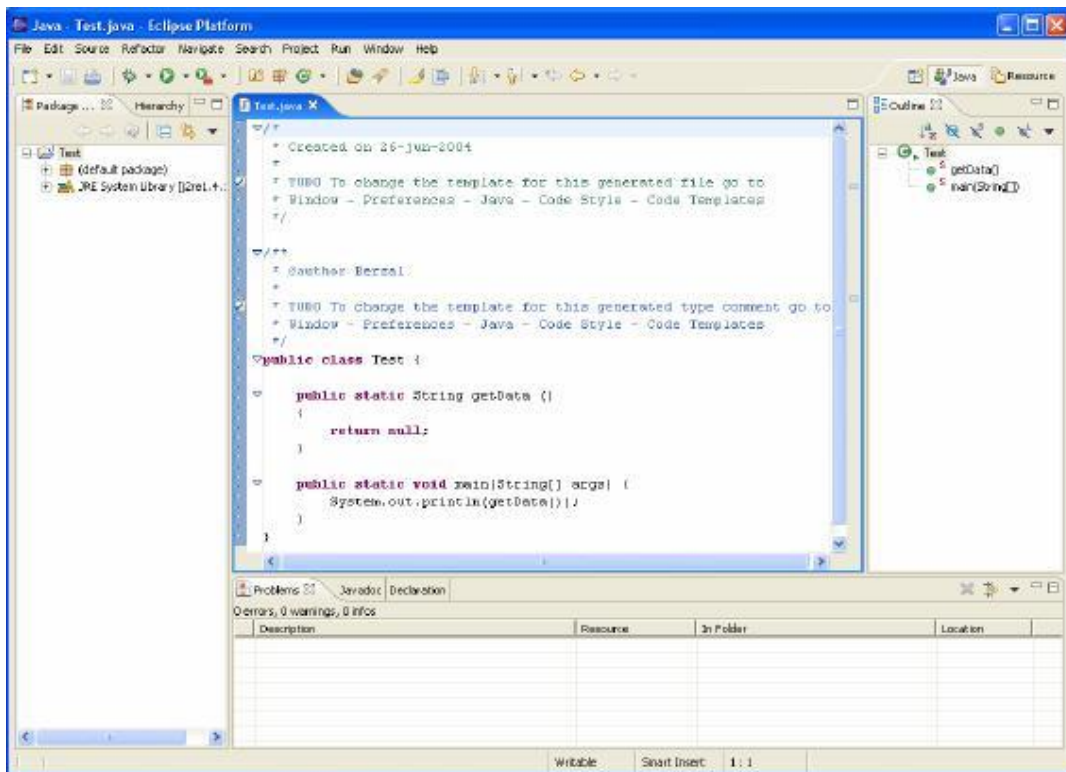 Java - Test.java - Eclipse Platform
File Edit Source Refactor Navigate Search Project Run Window Help
Java Resource
Package ... Hierarchy
Test
(default package)
JRE System Library [j2re1.4.
Test.java
/*
* Created on 26-jun-2004
*
* TODO To change the template for this generated file go to
* Window - Preferences - Java - Code Style - Code Templates
*/
/**
* @author
*
* TODO To change the template for this generated type comment go to
* Window - Preferences - Java - Code Style - Code Templates
*/
public class Test {
public static String getData ()
{
return null;
}
public static void main(String[] args) {
System.out.println(getData());
}
}
Outline
Test
getData()
main(String[])
Problems Javadoc Declaration
0 errors, 0 warnings, 0 infos
Description Resource In Folder Location
Writable Smart Insert 1 : 1